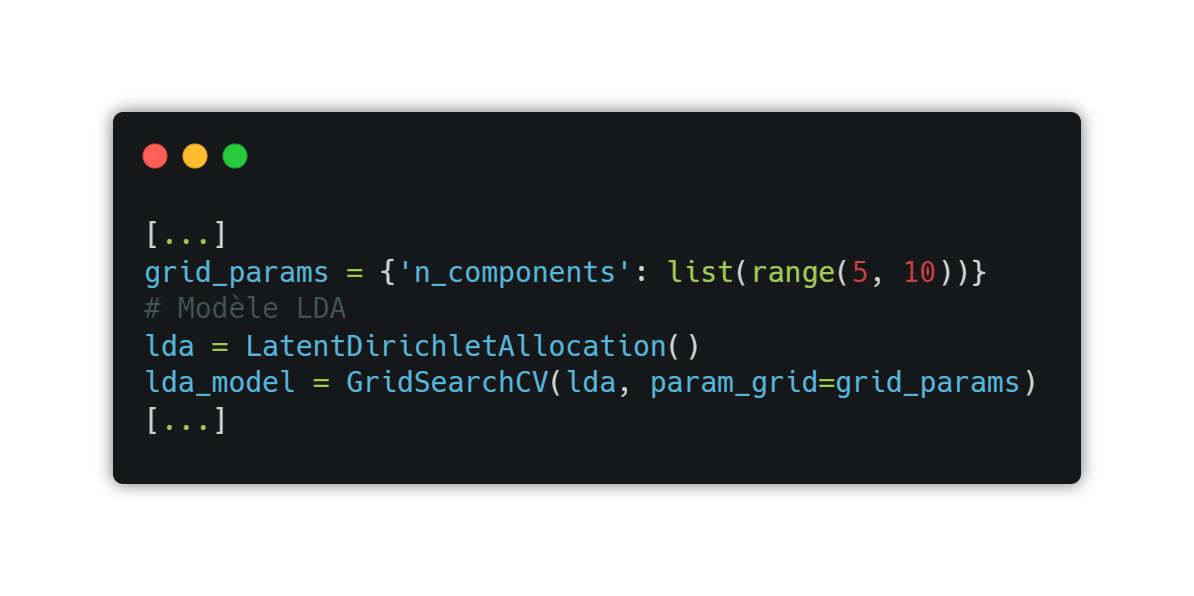 [...]
grid_params = {'n_components': list(range(5, 10))}
# Modèle LDA
lda = LatentDirichletAllocation()
lda_model = GridSearchCV(lda, param_grid=grid_params)
[...]